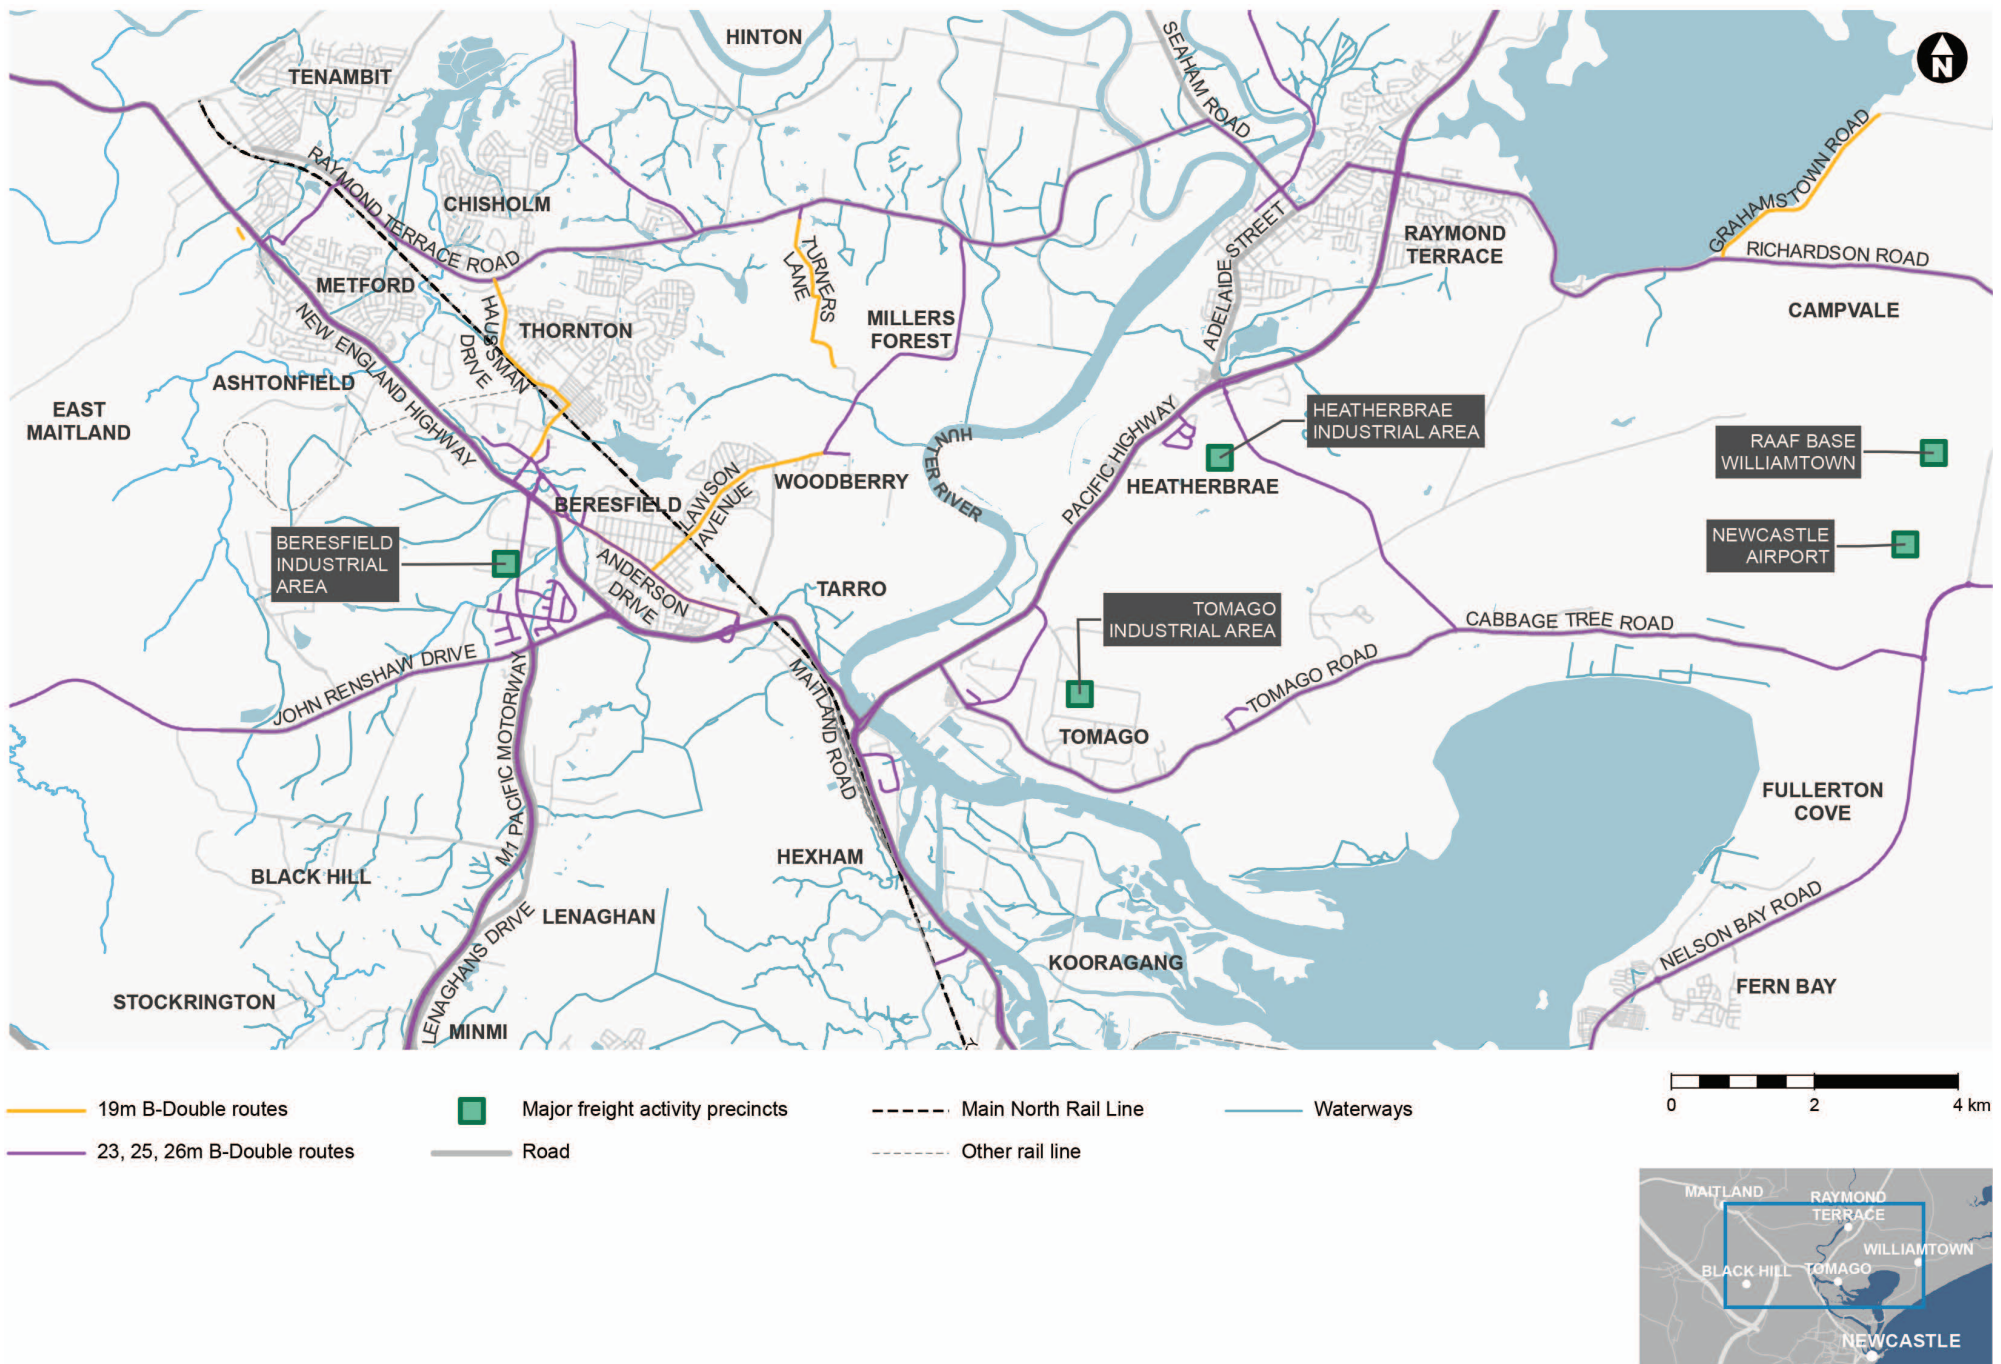 HINTON
TENAMBIT
SEAHAM ROAD
N
RAYMOND TERRACE ROAD
CHISHOLM
GRAHAMSTOWN ROAD
RAYMOND
TERRACE
RICHARDSON ROAD
ADELAIDE STREET
TURNERS
LANE
METFORD
CAMPVALE
NEW ENGLAND HIGHWAY
HAUSSMAN
DRIVE
THORNTON
MILLERS
FOREST
ASHTONFIELD
EAST
MAITLAND
HEATHERBRAE
INDUSTRIAL AREA
RAAF BASE
WILLIAMTOWN
HUNTER RIVER
PACIFIC HIGHWAY
HEATHERBRAE
WOODBERRY
LAWSON
AVENUE
BERESFIELD
BERESFIELD
INDUSTRIAL
AREA
NEWCASTLE
AIRPORT
ANDERSON
DRIVE
TARRO
TOMAGO
INDUSTRIAL AREA
CABBAGE TREE ROAD
JOHN RENSHAW DRIVE
M1 PACIFIC MOTORWAY
MAITLAND ROAD
TOMAGO ROAD
TOMAGO
FULLERTON
COVE
HEXHAM
BLACK HILL
LENAGHAN
LENAGHANS DRIVE
NELSON BAY ROAD
KOORAGANG
FERN BAY
STOCKRINGTON
MINMI
19m B-Double routes
Major freight activity precincts
Main North Rail Line
Waterways
0 2 4 km
23, 25, 26m B-Double routes
Road
Other rail line
MAITLAND
RAYMOND
TERRACE
WILLIAMTOWN
BLACK HILL
TOMAGO
NEWCASTLE